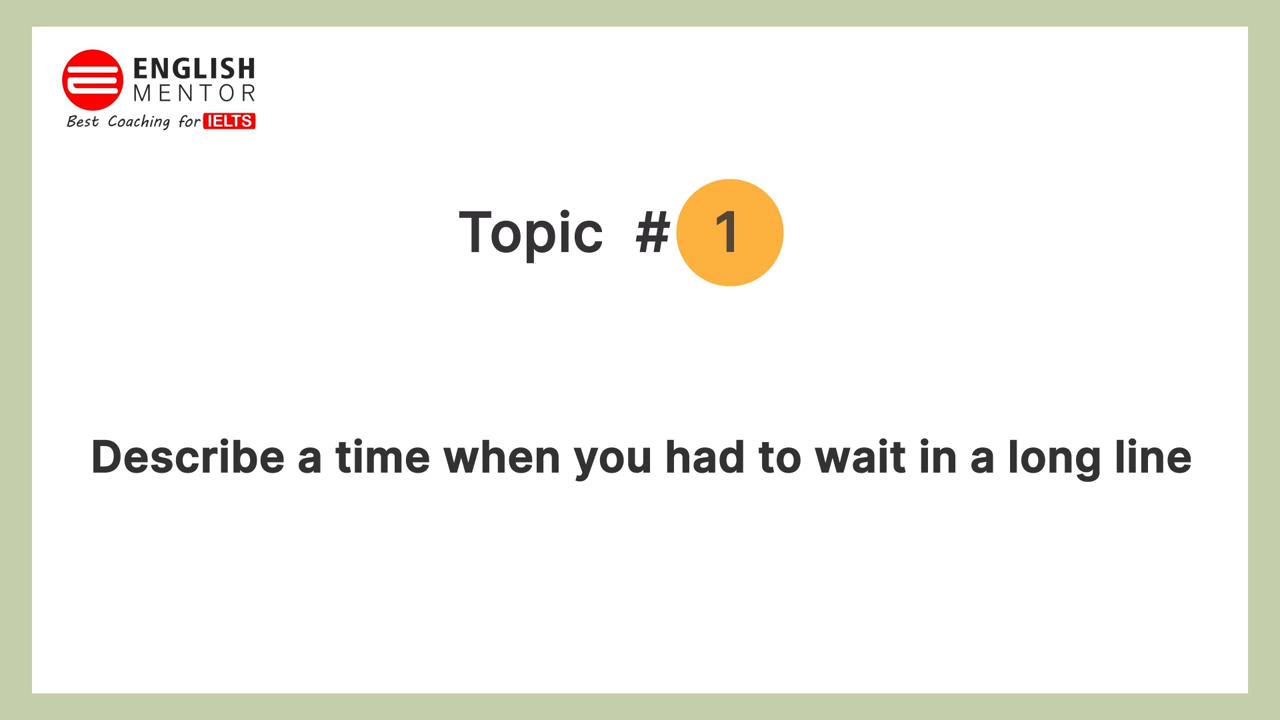 ENGLISH
MENTOR
Best Coaching for IELTS
Topic # 1
Describe a time when you had to wait in a long line